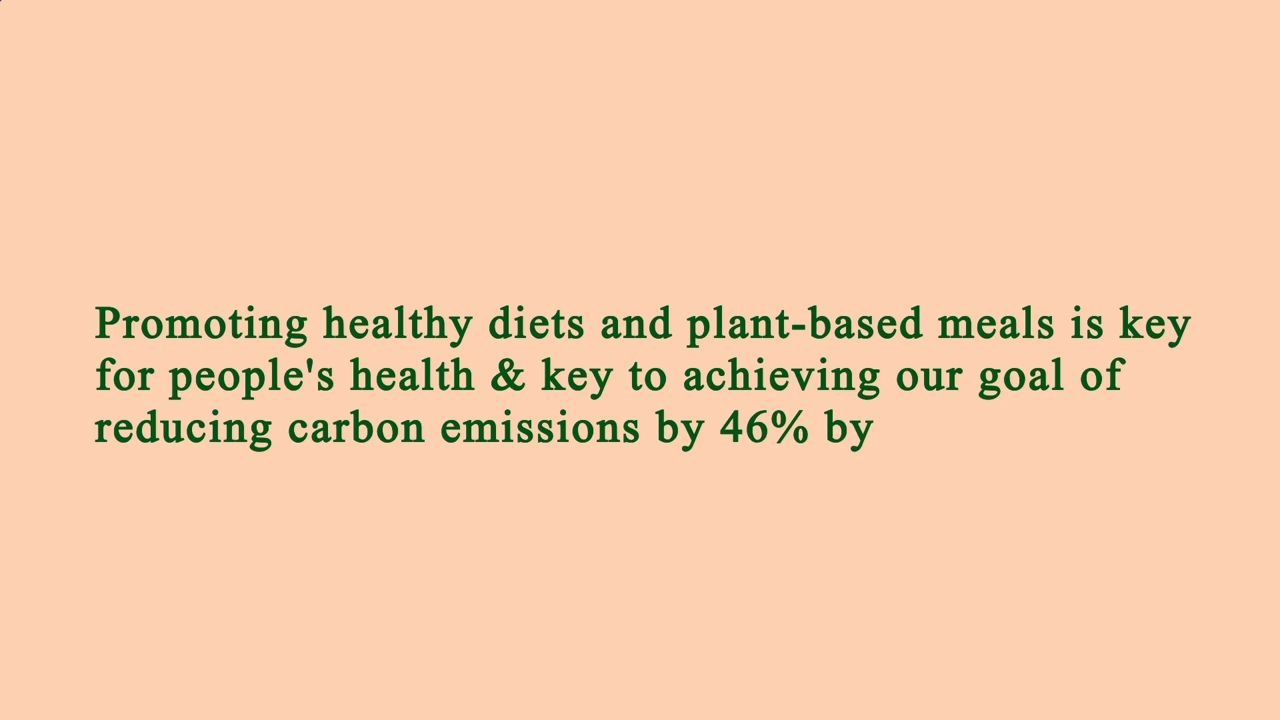 Promoting healthy diets and plant-based meals is key
for people's health & key to achieving our goal of
reducing carbon emissions by 46% by